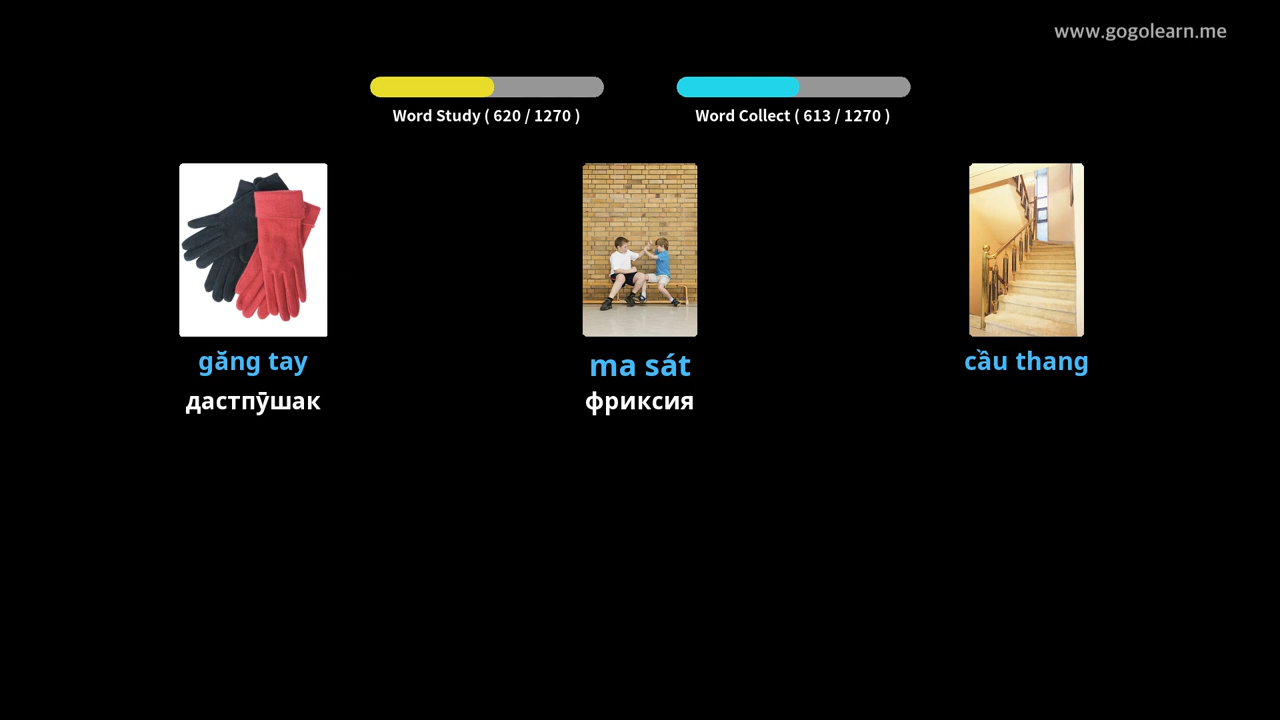 www.gogolearn.me
Word Study ( 620 / 1270 )
Word Collect ( 613 / 1270 )
găng tay
дастпӯшак
ma sát
фриксия
cầu thang